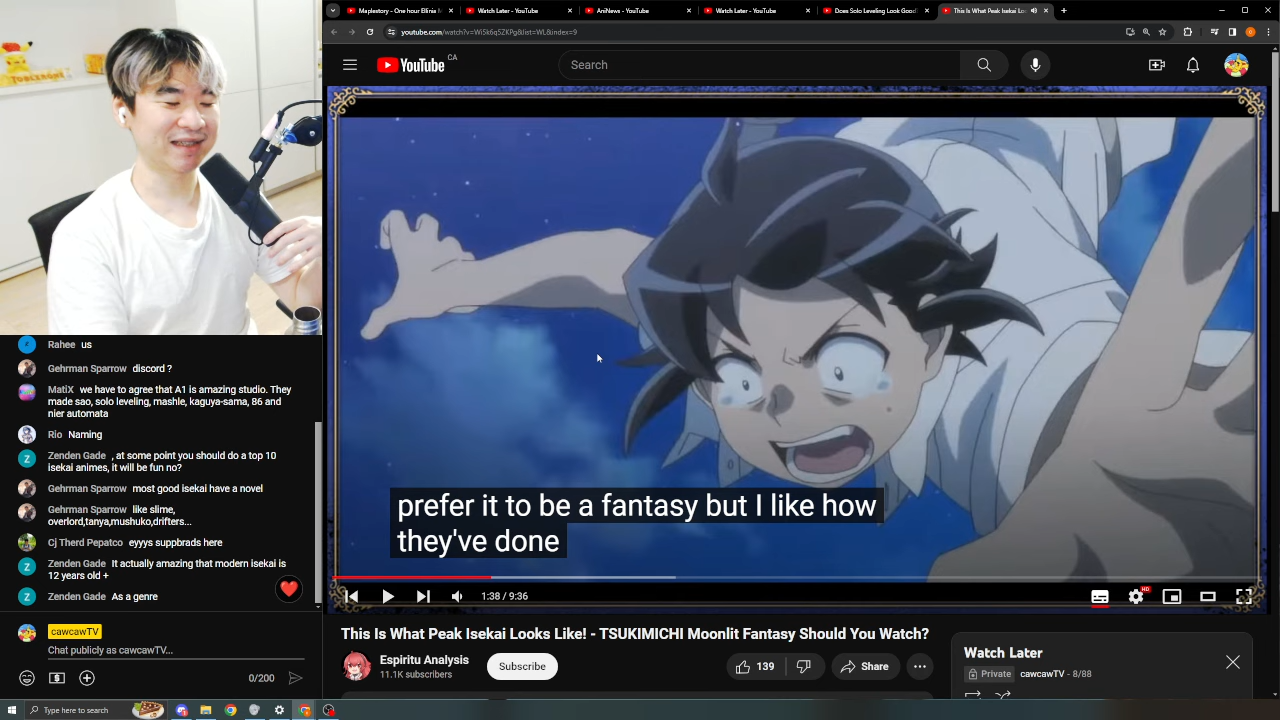 Maplestory - One hour Ellinia M
Watch Later - YouTube
AniNews - YouTube
Watch Later - YouTube
Does Solo Leveling Look Good?
This Is What Peak Isekai Loo
youtube.com/watch?v=Wi5k6q5ZKPg&list=WL&index=9
YouTube CA
Search
Rahee us
Gehrman Sparrow discord ?
MatiX we have to agree that A1 is amazing studio. They
made sao, solo leveling, mashle, kaguya-sama, 86 and
nier automata
Rio Naming
Zenden Gade , at some point you should do a top 10
isekai animes, it will be fun no?
Gehrman Sparrow most good isekai have a novel
Gehrman Sparrow like slime,
overlord,tanya,mushuko,drifters...
Cj Therd Pepatco eyyys suppbrads here
Zenden Gade It actually amazing that modern isekai is
12 years old +
Zenden Gade As a genre
cawcawTV
Chat publicly as cawcawTV...
0/200
prefer it to be a fantasy but I like how
they've done
1:38 / 9:36
HD
This Is What Peak Isekai Looks Like! - TSUKIMICHI Moonlit Fantasy Should You Watch?
Espiritu Analysis
11.1K subscribers
Subscribe
139
Share
Watch Later
Private cawcawTV - 8/88
Type here to search